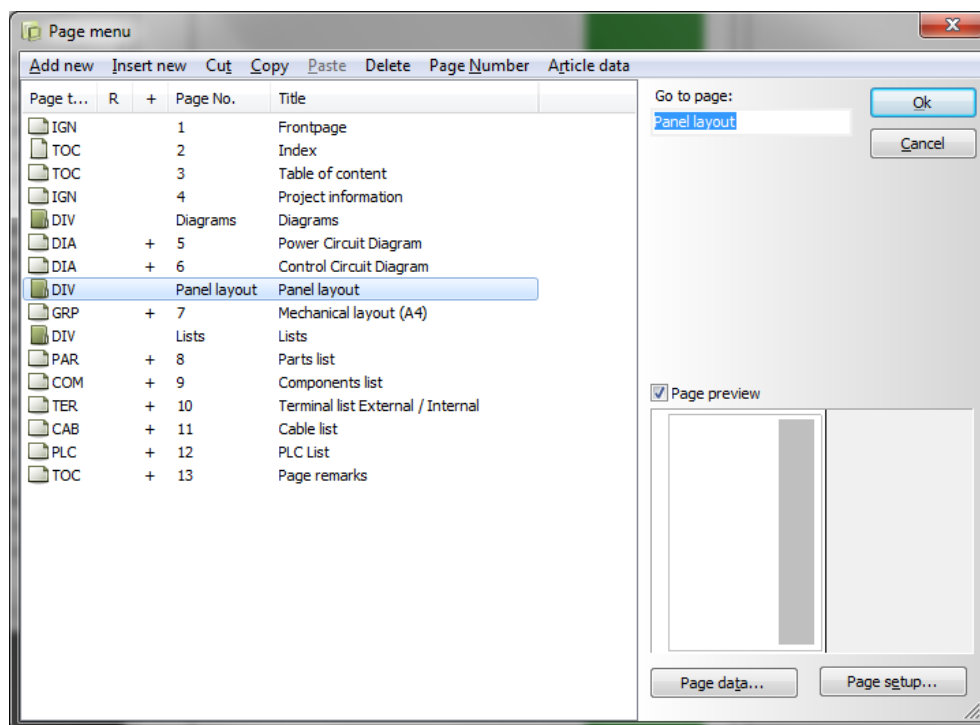 Page menu
Add new Insert new Cut Copy Paste Delete Page Number Article data
Page t... R + Page No. Title
IGN 1 Frontpage
TOC 2 Index
TOC 3 Table of content
IGN 4 Project information
DIV Diagrams Diagrams
DIA + 5 Power Circuit Diagram
DIA + 6 Control Circuit Diagram
DIV Panel layout Panel layout
GRP + 7 Mechanical layout (A4)
DIV Lists Lists
PAR + 8 Parts list
COM + 9 Components list
TER + 10 Terminal list External / Internal
CAB + 11 Cable list
PLC + 12 PLC List
TOC + 13 Page remarks
Go to page:
Panel layout
Ok
Cancel
Page preview
Page data...
Page setup...